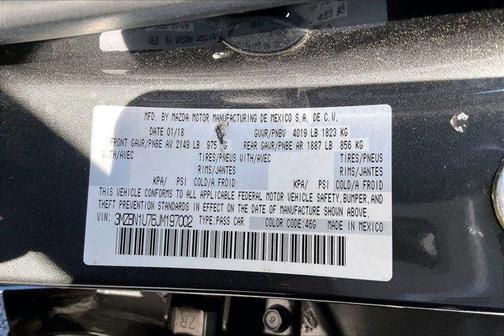 MFD. BY MAZDA MOTOR MANUFACTURING DE MEXICO S.A. DE C.V.
DATE 01/18 GVWR/PNBV 4019 LB 1823 KG
FRONT GAWR/PNBE AV 2149 LB 975 REAR GAWR/PNBE AR 1887 LB 856 KG
WITH/AVEC TIRES/PNEUS WITH/AVEC TIRES/PNEUS
RIMS/JANTES RIMS/JANTES
KPA/ PSI COLD/A FROID KPA/ PSI COLD/A FROID
THIS VEHICLE CONFORMS TO ALL APPLICABLE FEDERAL MOTOR VEHICLE SAFETY, BUMPER, AND
THEFT PREVENTION STANDARDS IN EFFECT ON THE DATE OF MANUFACTURE SHOWN ABOVE.
VIN: 3MZBN1U76JM197002 TYPE:PASS CAR COLOR CODE:46G MADE IN MEXICO